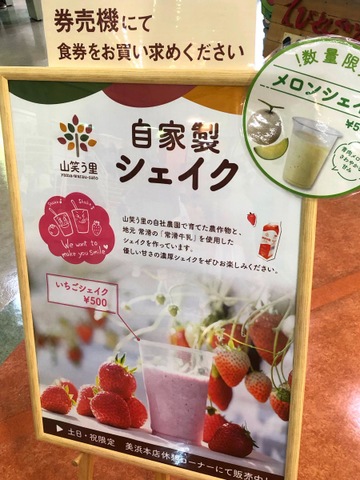 券売機にて
食券をお買い求めください
！数量限
メロンシェ
¥5
山笑う里
yama-warau-sato
自家製
シェイク
We want to
make you Smile
山笑う里の自社農園で育てた農作物と、
地元 常滑の「常滑牛乳」を使用した
シェイクを作っています。
優しい甘さの濃厚シェイクをぜひお楽しみください。
いちごシェイク
¥500
▶ 土日・祝限定 美浜本店休憩コーナーにて販売中!